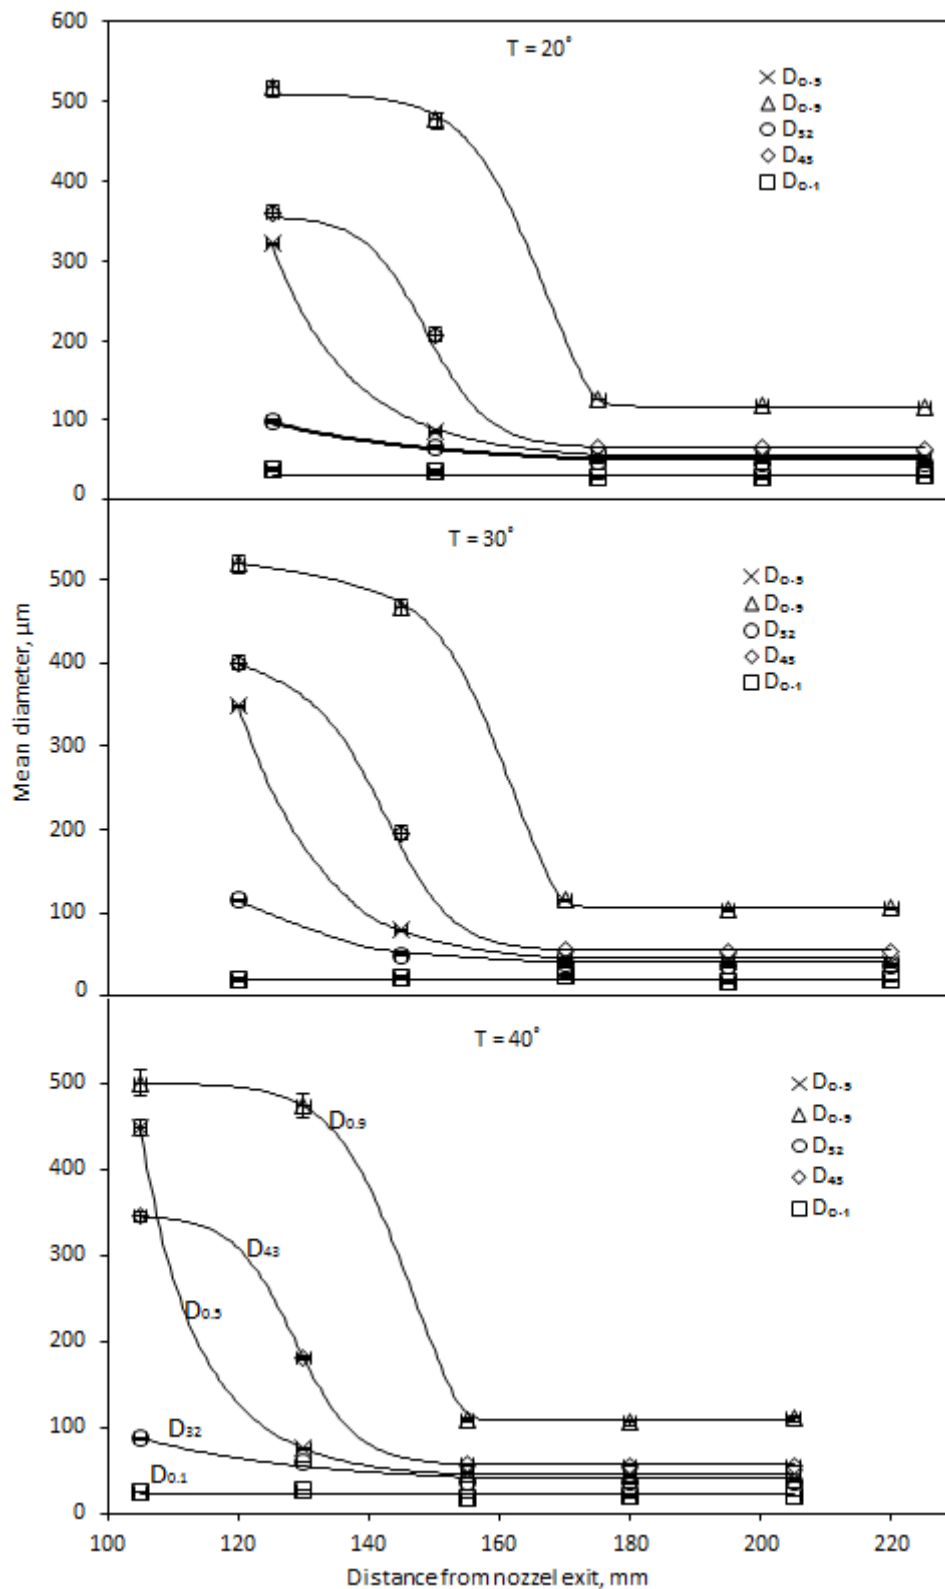 600
500
400
300
200
100
0
T = 20°
D₀.₅
D₀.₉
D₃₂
D₄₃
D₀.₁
500
400
300
200
100
0
T = 30°
D₀.₅
D₀.₉
D₃₂
D₄₃
D₀.₁
Mean diameter, µm
500
400
300
200
100
0
T = 40°
D₀.₅
D₀.₉
D₃₂
D₄₃
D₀.₁
D₀.₉
D₄₃
D₀.₅
D₃₂
D₀.₁
100 120 140 160 180 200 220
Distance from nozzel exit, mm